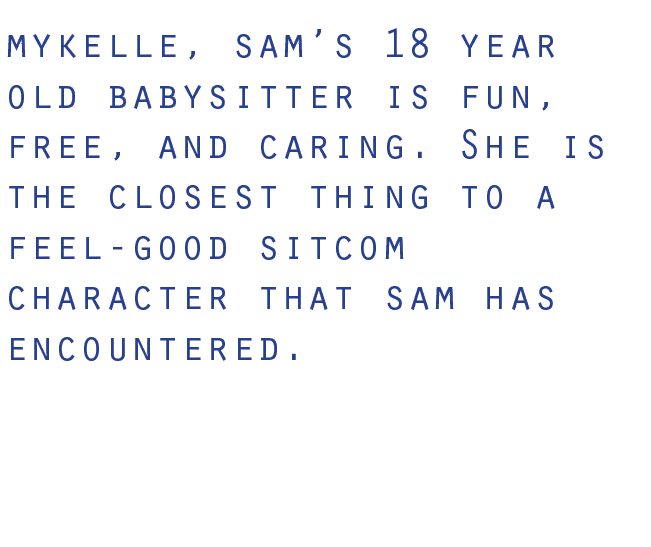 mykelle, sam’s 18 year
old babysitter is fun,
free, and caring. She is
the closest thing to a
feel-good sitcom
character that sam has
encountered.